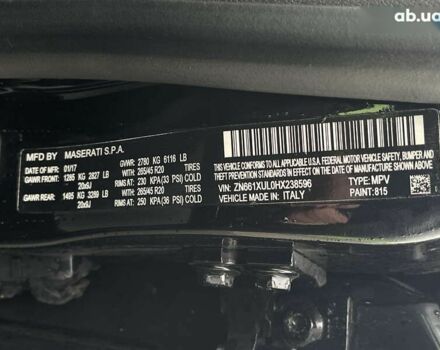 ab.ua
MFD BY MASERATI S.P.A.
01/17 GVWR: 2780 KG 6116 LB
GAWR FRONT: 1285 KG 2827 LB WITH: 265/45 R20 TIRES
20x9J RIMS AT: 230 KPA (33 PSI) COLD
GAWR REAR: 1495 KG 3289 LB WITH: 265/45 R20 TIRES
20x9J RIMS AT: 250 KPA (36 PSI) COLD
THIS VEHICLE CONFORMS TO ALL APPLICABLE
U.S. FEDERAL MOTOR VEHICLE SAFETY, BUMPER AND
THEFT PREVENTION STANDARDS IN EFFECT ON THE
DATE OF MANUFACTURE SHOWN ABOVE
VIN: ZN661XUL0HX238596 TYPE: MPV
VEHICLE MADE IN: ITALY PAINT: 815